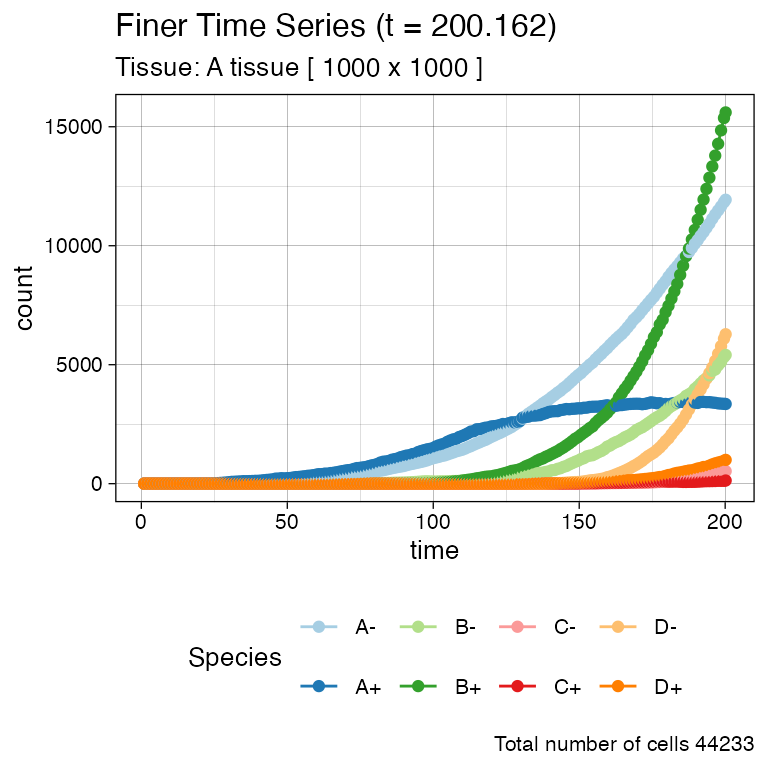 Finer Time Series (t = 200.162)
Tissue: A tissue [ 1000 x 1000 ]
15000
10000
5000
0
count
0 50 100 150 200
time
Species
A- B- C- D-
A+ B+ C+ D+
Total number of cells 44233